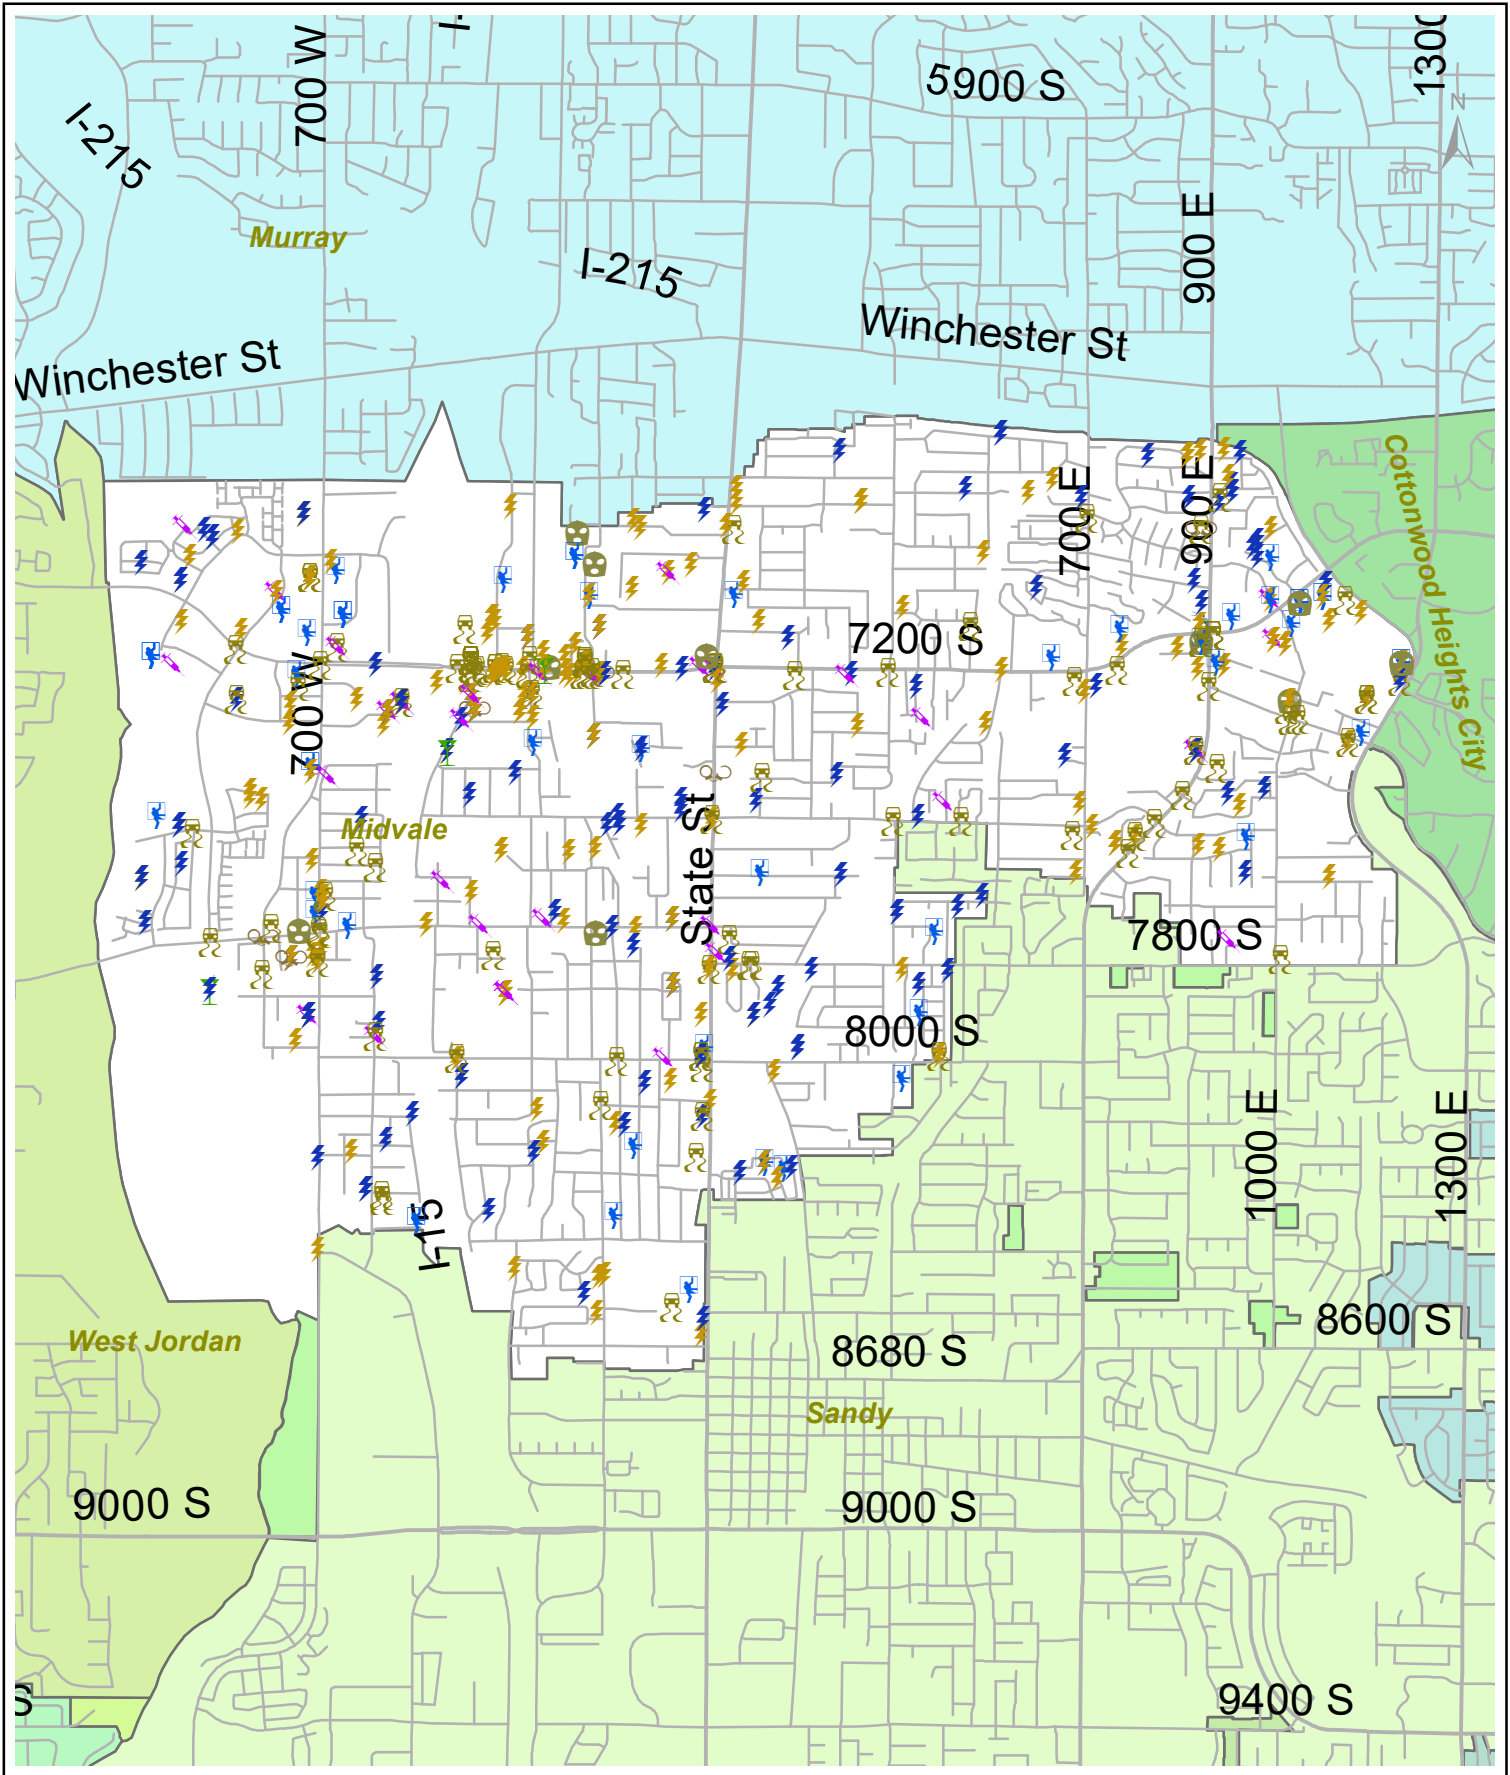 700 W
I-
5900 S
1300
I-215
N
Murray
900 E
I-215
Winchester St
Winchester St
Cottonwood Heights City
700 E
900 E
7200 S
700 W
Midvale
State St
7800 S
8000 S
1000 E
1300 E
I-15
8600 S
West Jordan
8680 S
Sandy
9000 S
9000 S
S
9400 S